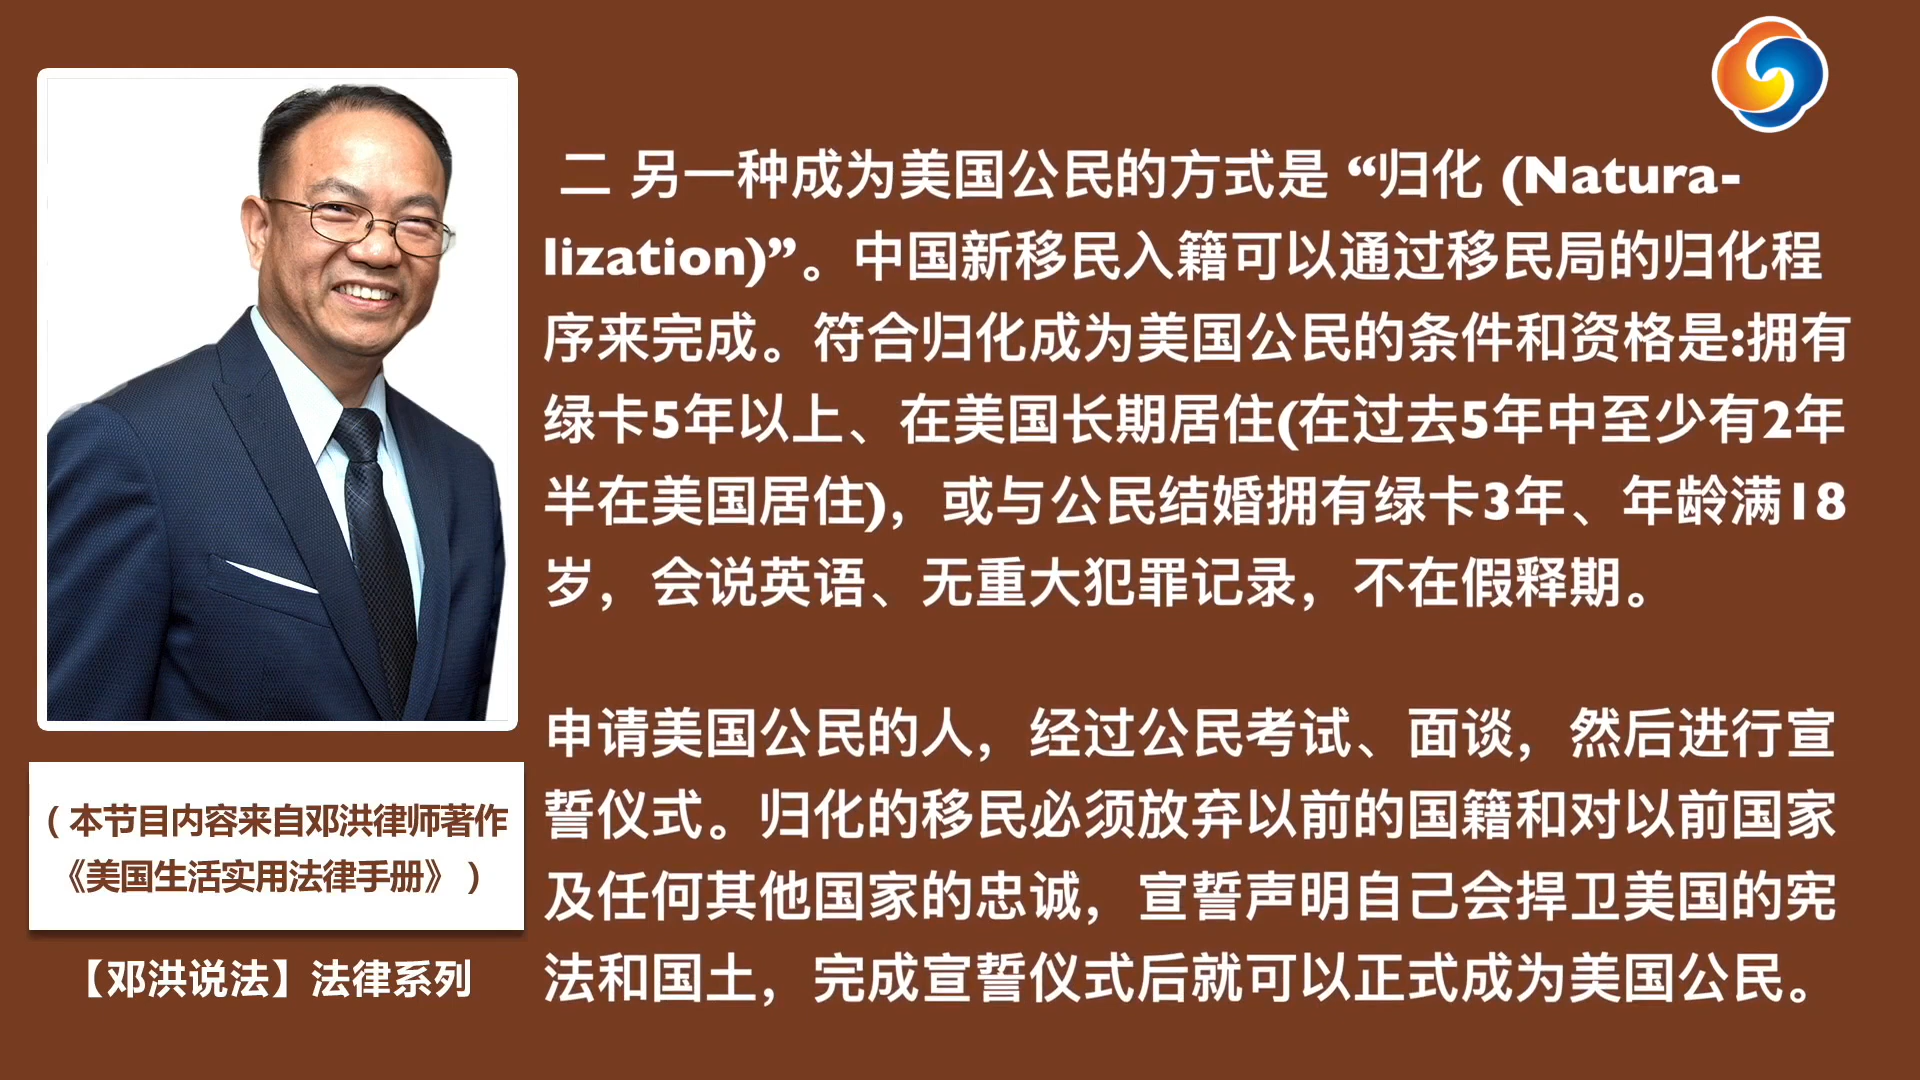 二 另一种成为美国公民的方式是 “归化 (Natura-
lization)”。中国新移民入籍可以通过移民局的归化程
序来完成。符合归化成为美国公民的条件和资格是:拥有
绿卡5年以上、在美国长期居住(在过去5年中至少有2年
半在美国居住)，或与公民结婚拥有绿卡3年、年龄满18
岁，会说英语、无重大犯罪记录，不在假释期。
申请美国公民的人，经过公民考试、面谈，然后进行宣
誓仪式。归化的移民必须放弃以前的国籍和对以前国家
及任何其他国家的忠诚，宣誓声明自己会捍卫美国的宪
法和国土，完成宣誓仪式后就可以正式成为美国公民。
（本节目内容来自邓洪律师著作
《美国生活实用法律手册》）
【邓洪说法】法律系列